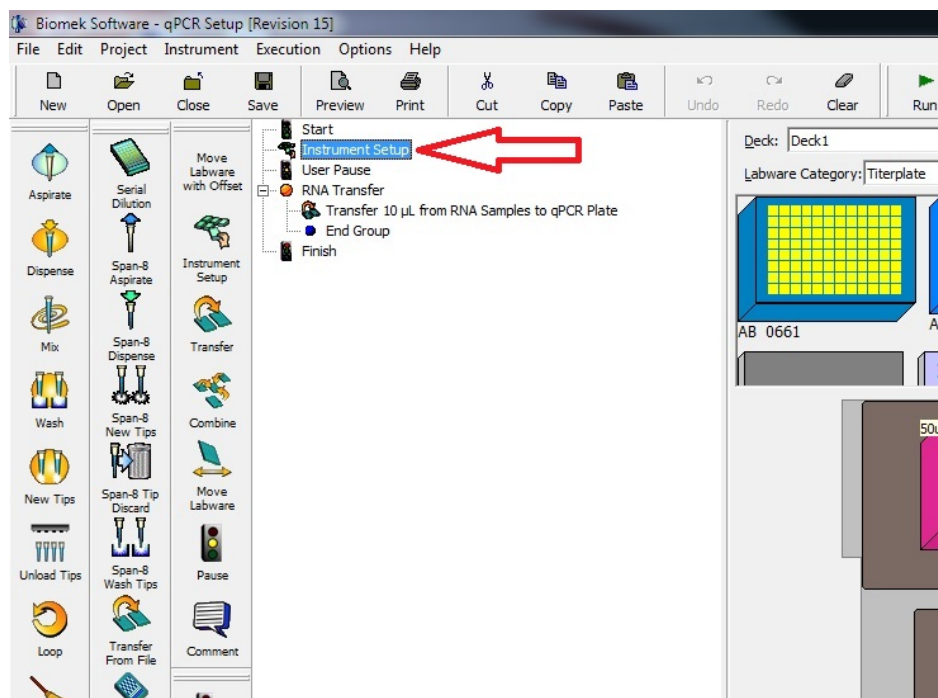 Biomek Software - qPCR Setup [Revision 15]
File Edit Project Instrument Execution Options Help
New Open Close Save Preview Print Cut Copy Paste Undo Redo Clear Run
Aspirate
Dispense
Mix
Wash
New Tips
Unload Tips
Loop
Serial
Dilution
Span-8
Aspirate
Span-8
Dispense
Span-8
New Tips
Span-8 Tip
Discard
Span-8
Wash Tips
Transfer
From File
Move
Labware
with Offset
Instrument
Setup
Transfer
Combine
Move
Labware
Pause
Comment
Start
Instrument Setup
User Pause
RNA Transfer
Transfer 10 µL from RNA Samples to qPCR Plate
End Group
Finish
Deck: Deck1
Labware Category: Titerplate
AB 0661
A
50u